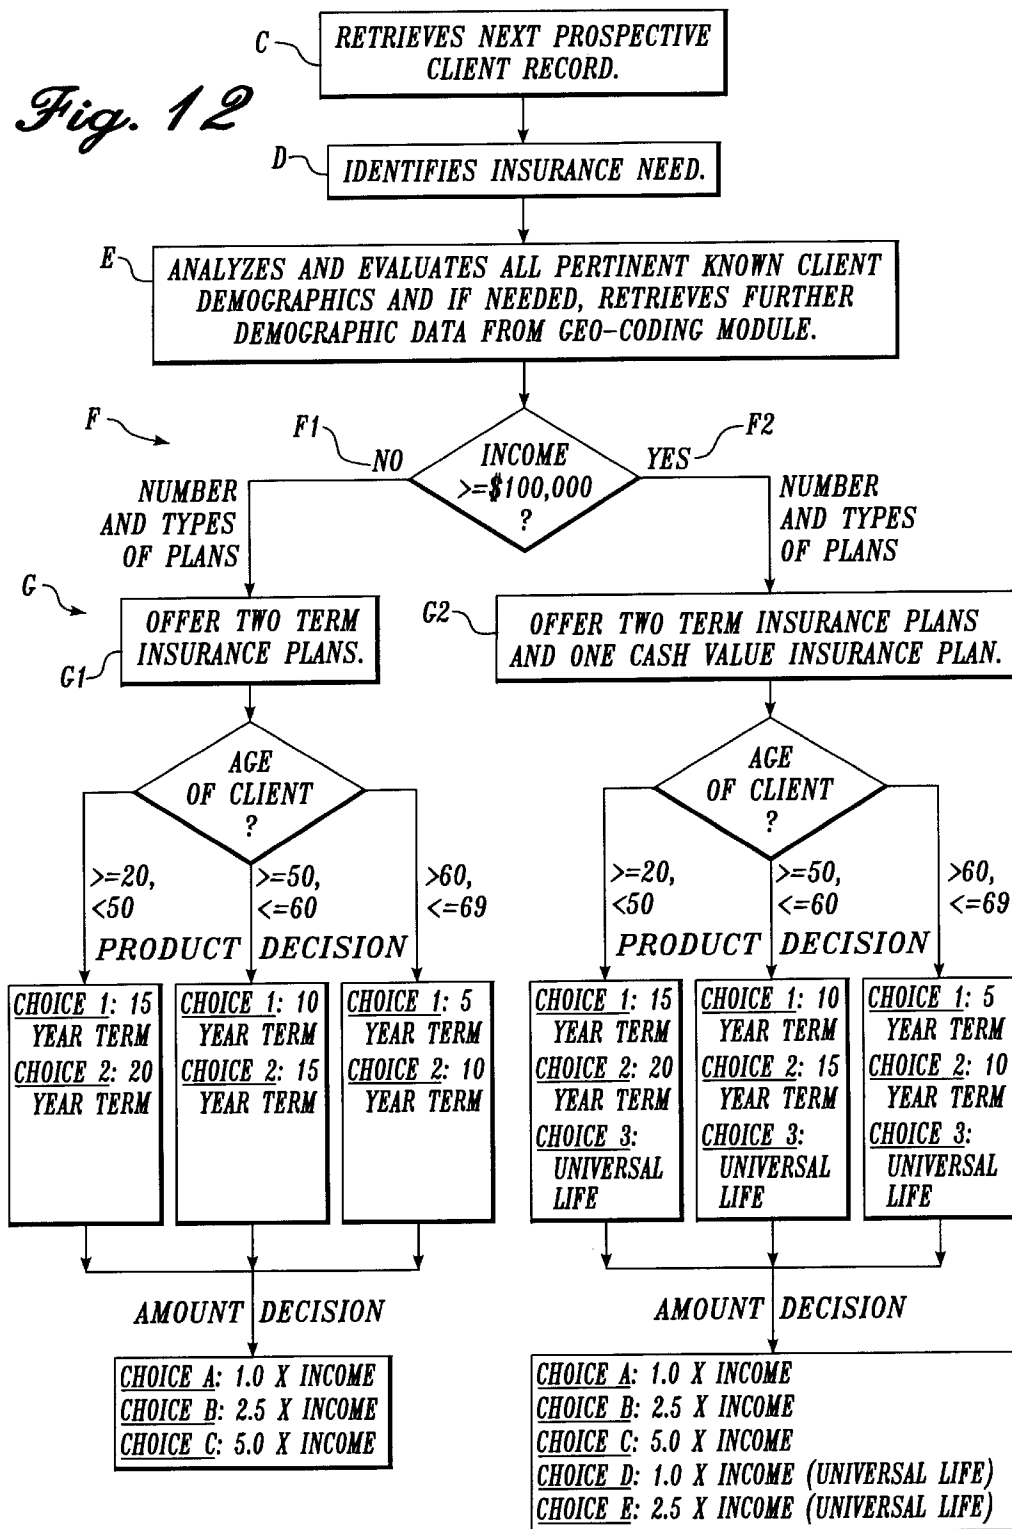 Fig. 12
C
RETRIEVES NEXT PROSPECTIVE
CLIENT RECORD.
D
IDENTIFIES INSURANCE NEED.
E
ANALYZES AND EVALUATES ALL PERTINENT KNOWN CLIENT
DEMOGRAPHICS AND IF NEEDED, RETRIEVES FURTHER
DEMOGRAPHIC DATA FROM GEO-CODING MODULE.
F
F1
NO
INCOME
>=$100,000
?
YES
F2
NUMBER
AND TYPES
OF PLANS
NUMBER
AND TYPES
OF PLANS
G
G1
OFFER TWO TERM
INSURANCE PLANS.
G2
OFFER TWO TERM INSURANCE PLANS
AND ONE CASH VALUE INSURANCE PLAN.
AGE
OF CLIENT
?
>=20,
<50
>=50,
<=60
>60,
<=69
PRODUCT DECISION
CHOICE 1: 15
YEAR TERM
CHOICE 2: 20
YEAR TERM
CHOICE 1: 10
YEAR TERM
CHOICE 2: 15
YEAR TERM
CHOICE 1: 5
YEAR TERM
CHOICE 2: 10
YEAR TERM
AMOUNT DECISION
CHOICE A: 1.0 X INCOME
CHOICE B: 2.5 X INCOME
CHOICE C: 5.0 X INCOME
AGE
OF CLIENT
?
>=20,
<50
>=50,
<=60
>60,
<=69
PRODUCT DECISION
CHOICE 1: 15
YEAR TERM
CHOICE 2: 20
YEAR TERM
CHOICE 3:
UNIVERSAL
LIFE
CHOICE 1: 10
YEAR TERM
CHOICE 2: 15
YEAR TERM
CHOICE 3:
UNIVERSAL
LIFE
CHOICE 1: 5
YEAR TERM
CHOICE 2: 10
YEAR TERM
CHOICE 3:
UNIVERSAL
LIFE
AMOUNT DECISION
CHOICE A: 1.0 X INCOME
CHOICE B: 2.5 X INCOME
CHOICE C: 5.0 X INCOME
CHOICE D: 1.0 X INCOME (UNIVERSAL LIFE)
CHOICE E: 2.5 X INCOME (UNIVERSAL LIFE)